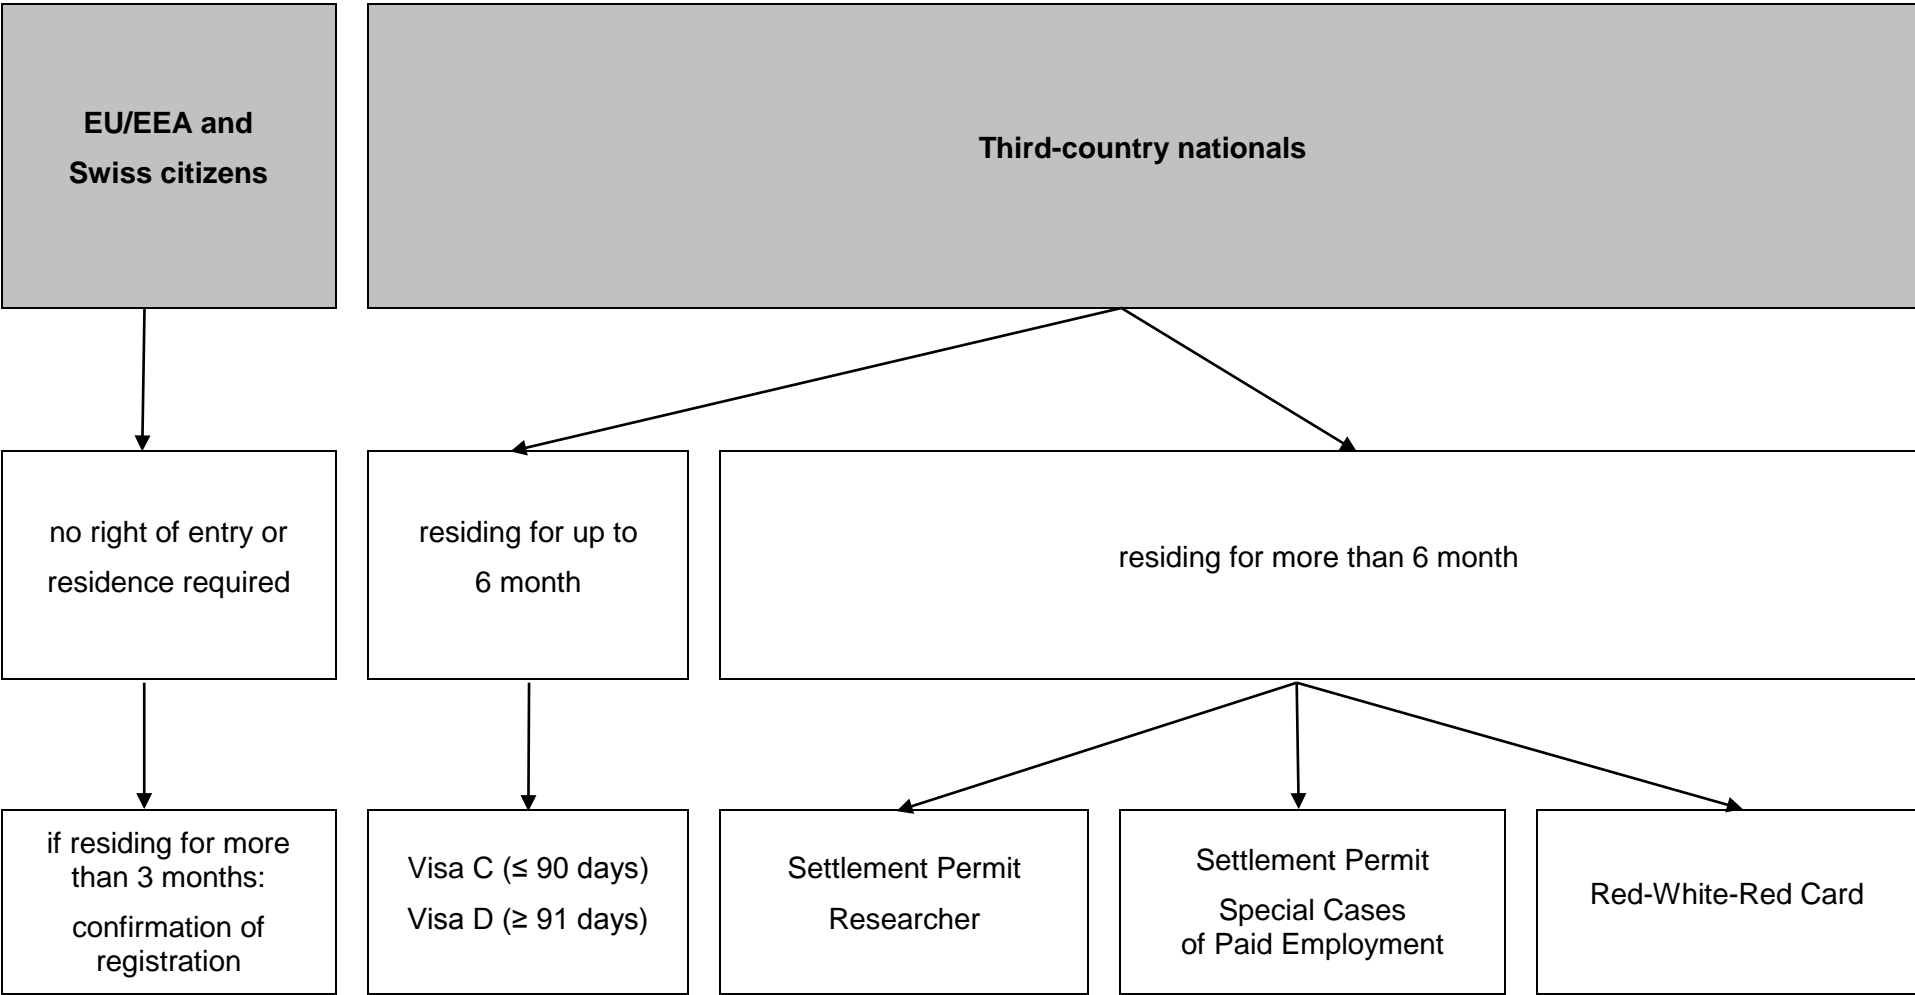 EU/EEA and
Swiss citizens
Third-country nationals
no right of entry or
residence required
residing for up to
6 month
residing for more than 6 month
if residing for more
than 3 months:
confirmation of
registration
Visa C (≤ 90 days)
Visa D (≥ 91 days)
Settlement Permit
Researcher
Settlement Permit
Special Cases
of Paid Employment
Red-White-Red Card